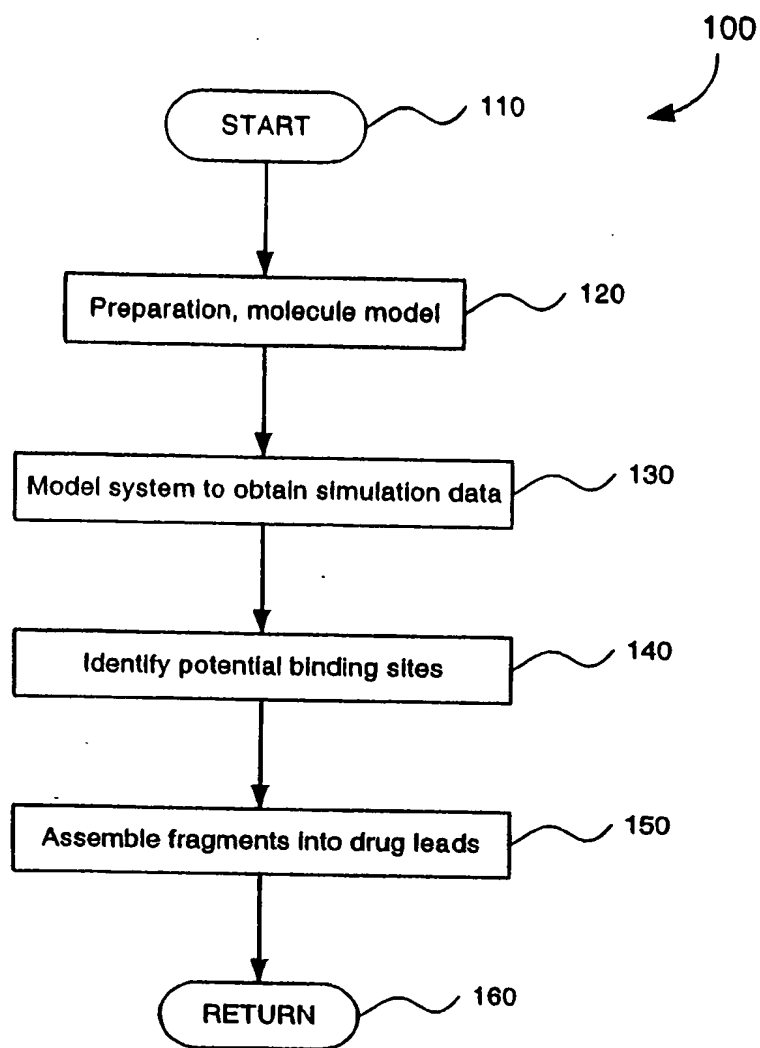 100
START
110
Preparation, molecule model
120
Model system to obtain simulation data
130
Identify potential binding sites
140
Assemble fragments into drug leads
150
RETURN
160